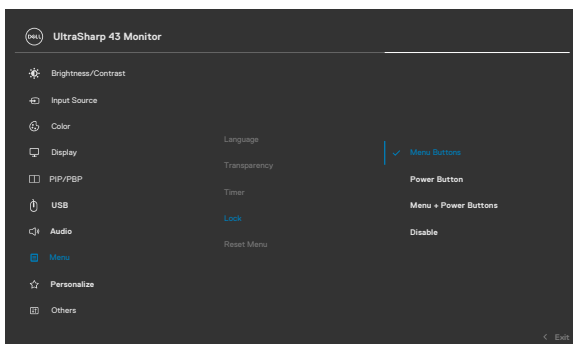 DELL UltraSharp 43 Monitor
Brightness/Contrast
Input Source
Color
Display
PIP/PBP
USB
Audio
Menu
Personalize
Others
Language
Transparency
Timer
Lock
Reset Menu
Menu Buttons
Power Button
Menu + Power Buttons
Disable
Exit